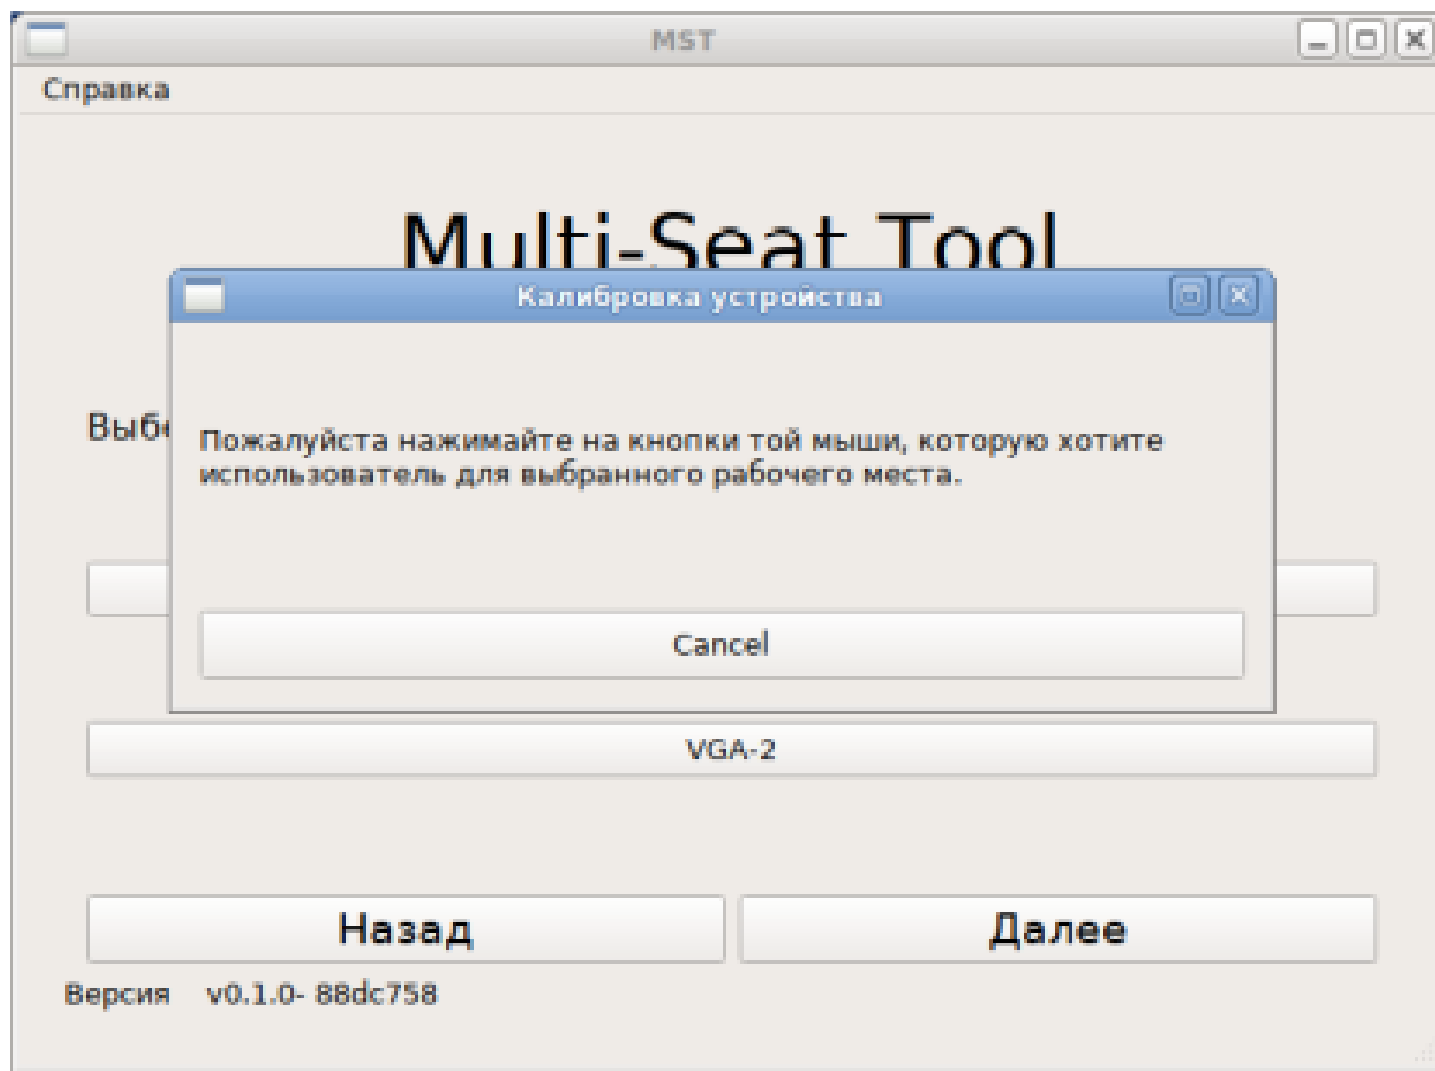 MST
Справка
Multi-Seat Tool
Калибровка устройства
Пожалуйста нажимайте на кнопки той мыши, которую хотите
использователь для выбранного рабочего места.
Cancel
VGA-2
Назад Далее
Версия v0.1.0- 88dc758